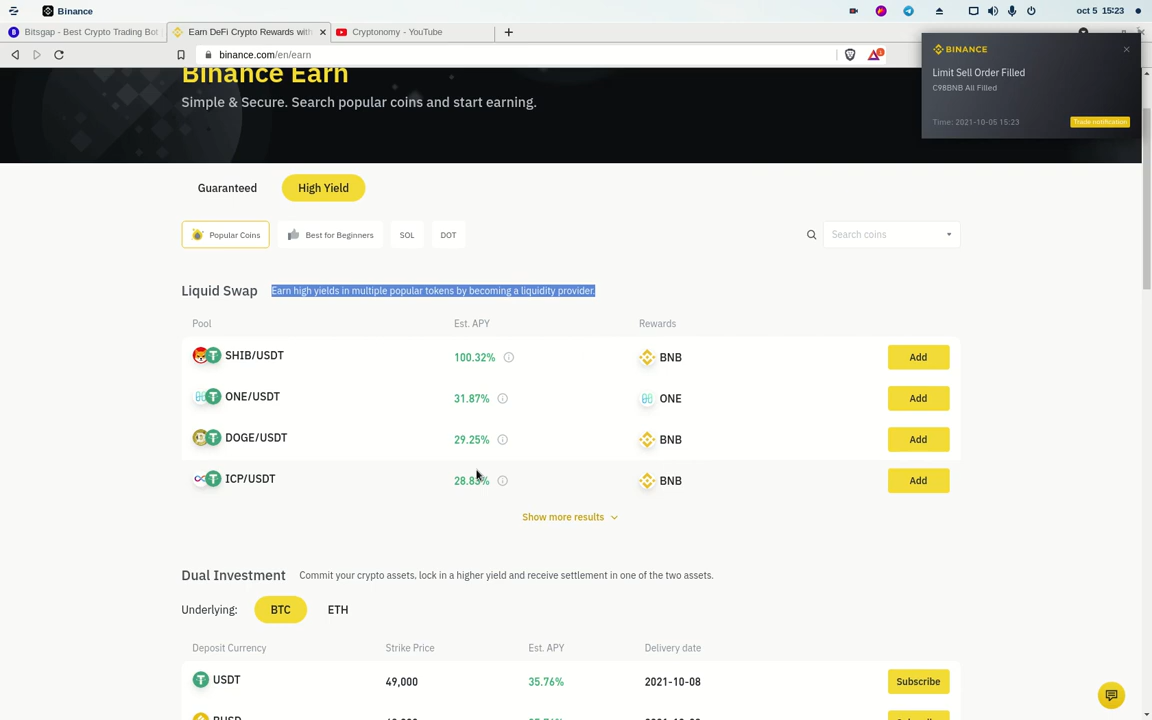 Binance
oct 5 15:23
Bitsgap - Best Crypto Trading Bot
Earn DeFi Crypto Rewards with
Cryptonomy - YouTube
binance.com/en/earn
BINANCE
Limit Sell Order Filled
C98BNB All Filled
Time: 2021-10-05 15:23
Trade notification
Binance Earn
Simple & Secure. Search popular coins and start earning.
Guaranteed High Yield
Popular Coins Best for Beginners SOL DOT Search coins
Liquid Swap Earn high yields in multiple popular tokens by becoming a liquidity provider.
Pool Est. APY Rewards
SHIB/USDT 100.32% BNB Add
ONE/USDT 31.87% ONE Add
DOGE/USDT 29.25% BNB Add
ICP/USDT BNB Add
Show more results
Dual Investment Commit your crypto assets, lock in a higher yield and receive settlement in one of the two assets.
Underlying: BTC ETH
Deposit Currency Strike Price Est. APY Delivery date
USDT 49,000 35.76% 2021-10-08 Subscribe